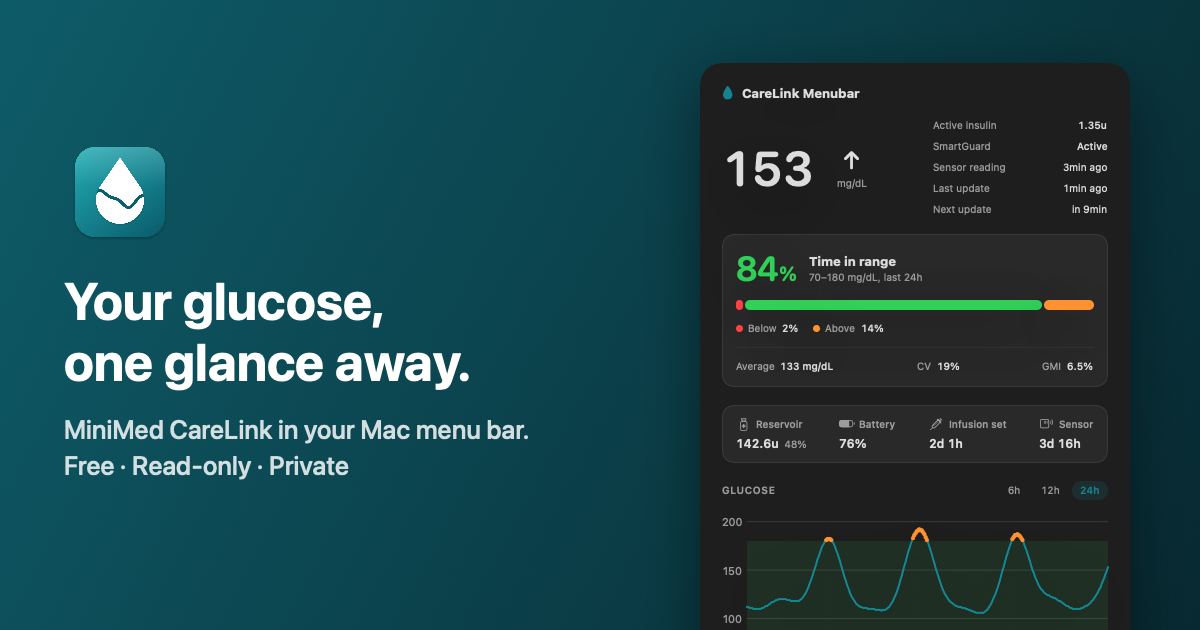 Your glucose,
one glance away.
MiniMed CareLink in your Mac menu bar.
Free · Read-only · Private
CareLink Menubar
153
mg/dL
Active insulin 1.35u
SmartGuard Active
Sensor reading 3min ago
Last update 1min ago
Next update in 9min
84% Time in range
70–180 mg/dL, last 24h
Below 2% Above 14%
Average 133 mg/dL CV 19% GMI 6.5%
Reservoir Battery Infusion set Sensor
142.6u 48% 76% 2d 1h 3d 16h
GLUCOSE 6h 12h 24h
200
150
100